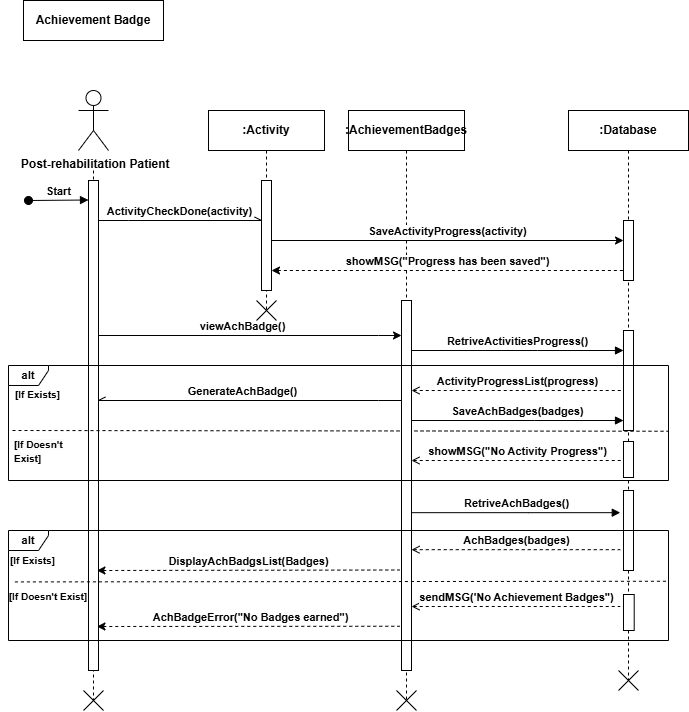 Achievement Badge
:Activity
:AchievementBadges
:Database
Post-rehabilitation Patient
Start
ActivityCheckDone(activity)
SaveActivityProgress(activity)
showMSG("Progress has been saved")
viewAchBadge()
RetriveActivitiesProgress()
alt
[If Exists]
ActivityProgressList(progress)
GenerateAchBadge()
SaveAchBadges(badges)
[If Doesn't
Exist]
showMSG("No Activity Progress")
RetriveAchBadges()
alt
AchBadges(badges)
[If Exists]
DisplayAchBadgsList(Badges)
[If Doesn't Exist]
sendMSG('No Achievement Badges")
AchBadgeError("No Badges earned")